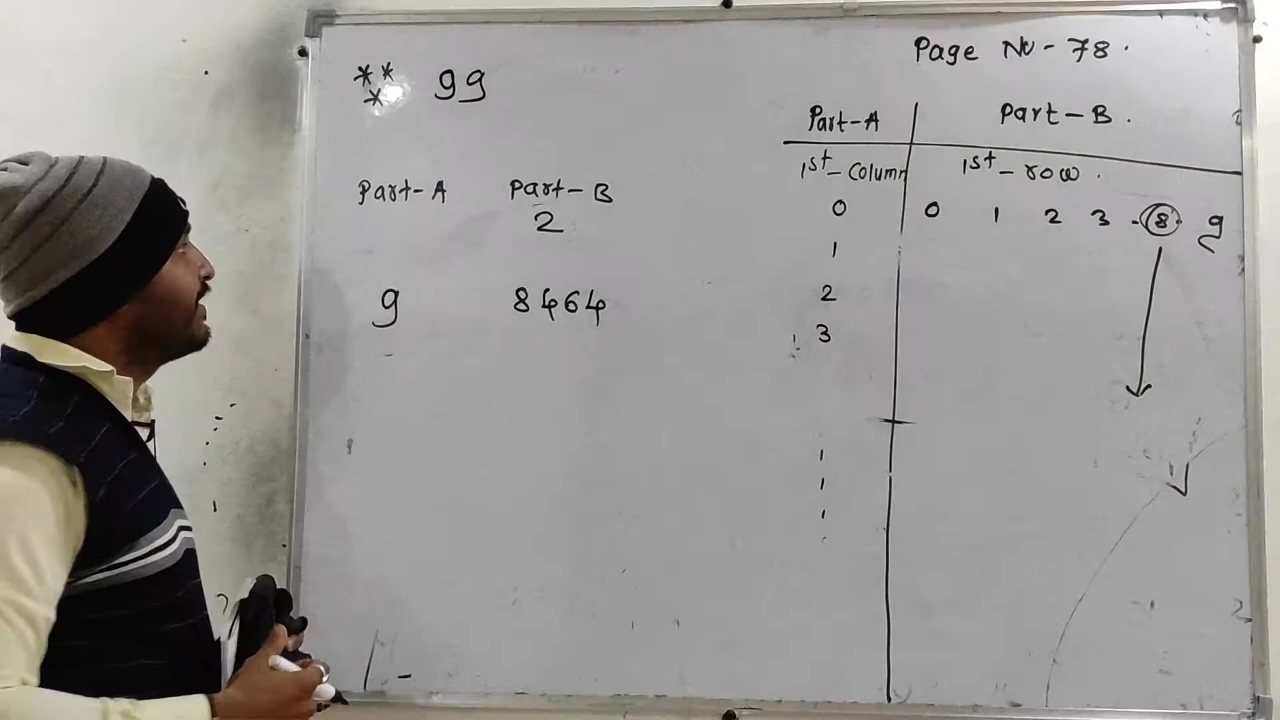 Page No - 78.
** 99
*
Part-A Part-B
2
9 8464
Part-A Part-B.
1st-Column 1st-row.
0 0 1 2 3 - 8 - 9
1
2
3